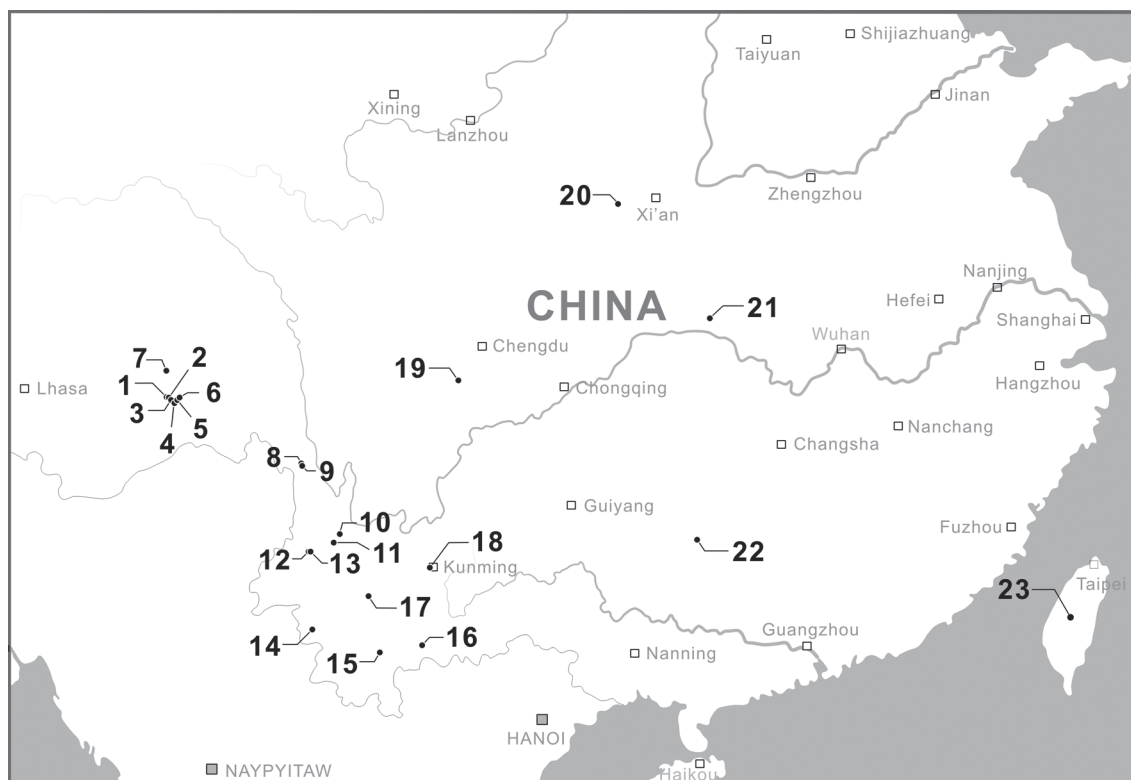 Shijiazhuang
Taiyuan
Xining
Jinan
Lanzhou
Zhengzhou
20
Xi'an
Nanjing
CHINA
21
Hefei
Shanghai
Wuhan
7
2
Chengdu
Hangzhou
Lhasa
1
6
19
Chongqing
3
5
4
Nanchang
Changsha
8
9
Guiyang
10
Fuzhou
18
22
12
13
11
Kunming
Taipei
23
17
14
15
16
Nanning
Guangzhou
HANOI
NAYPYITAW
Haikou